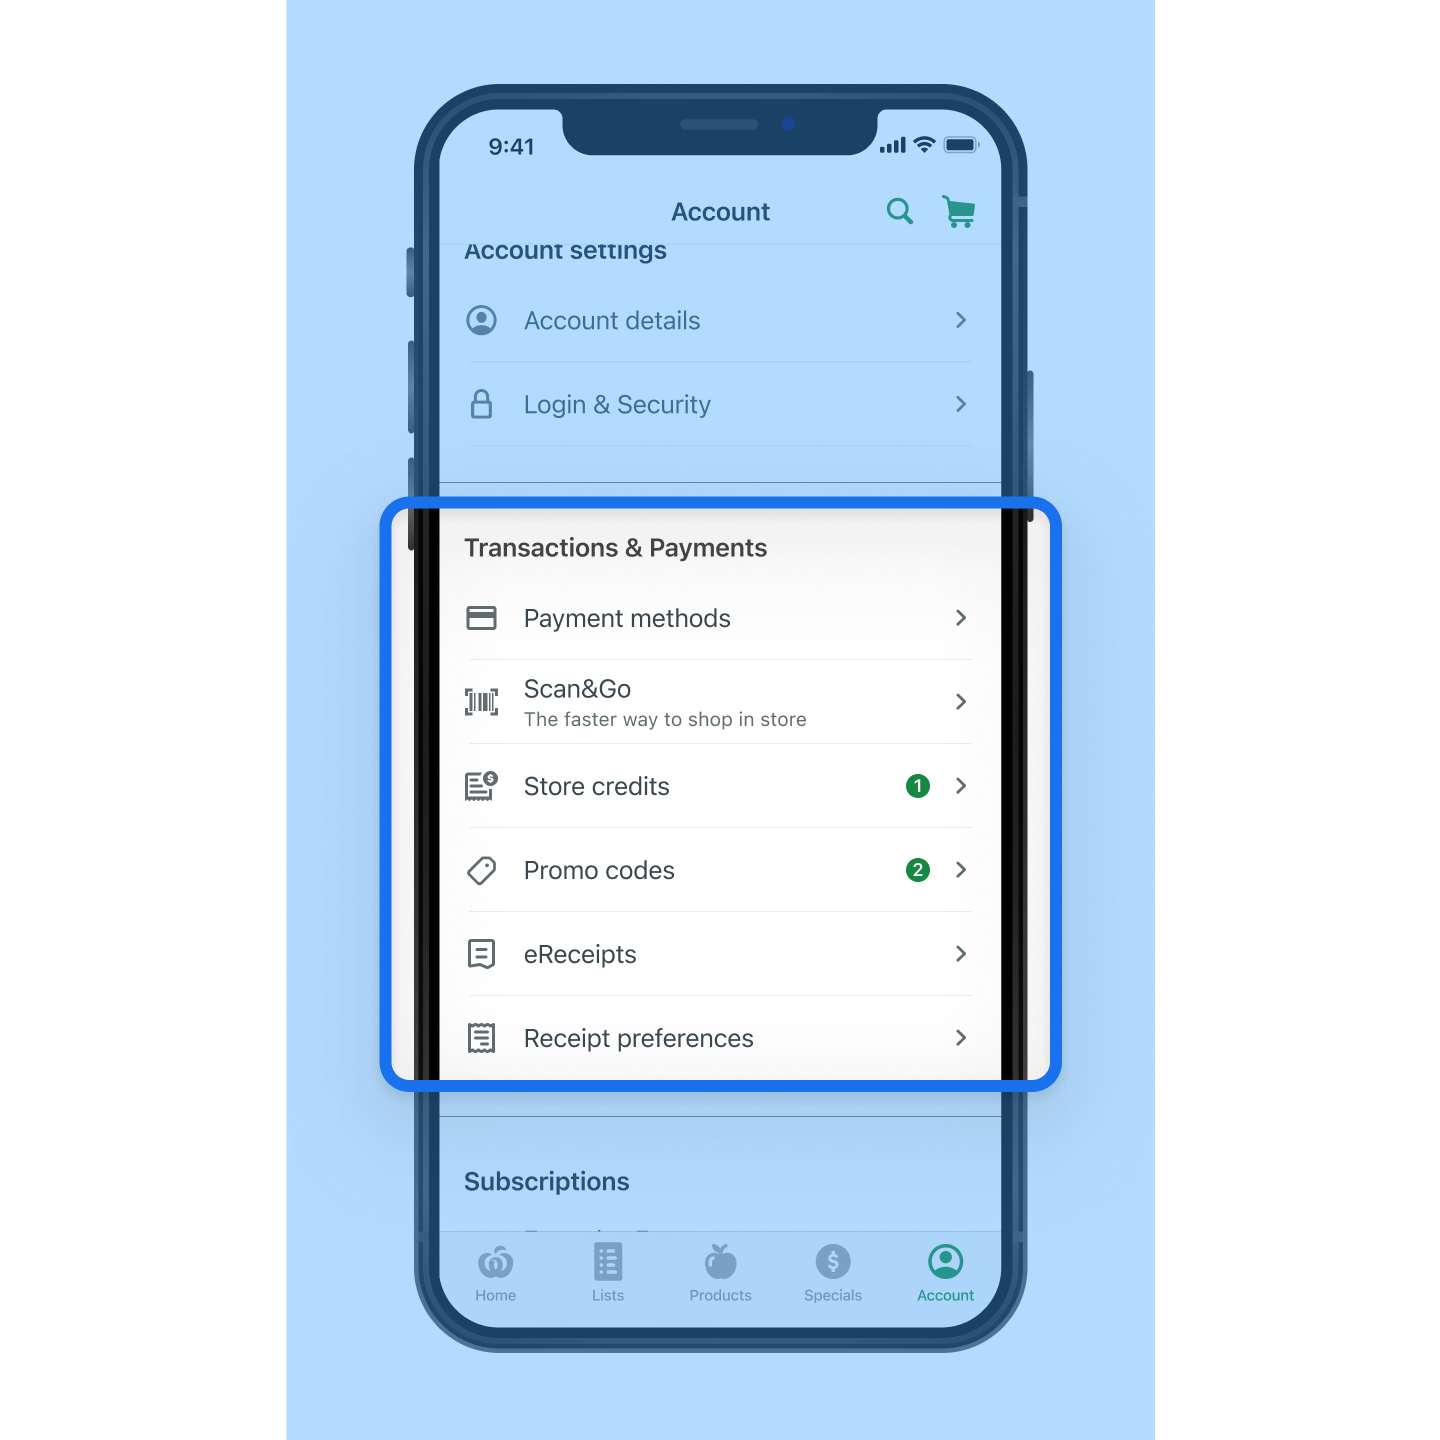 9:41
Account
Account settings
Account details
Login & Security
Transactions & Payments
Payment methods
Scan&Go
The faster way to shop in store
Store credits 1
Promo codes 2
eReceipts
Receipt preferences
Subscriptions
Home Lists Products Specials Account